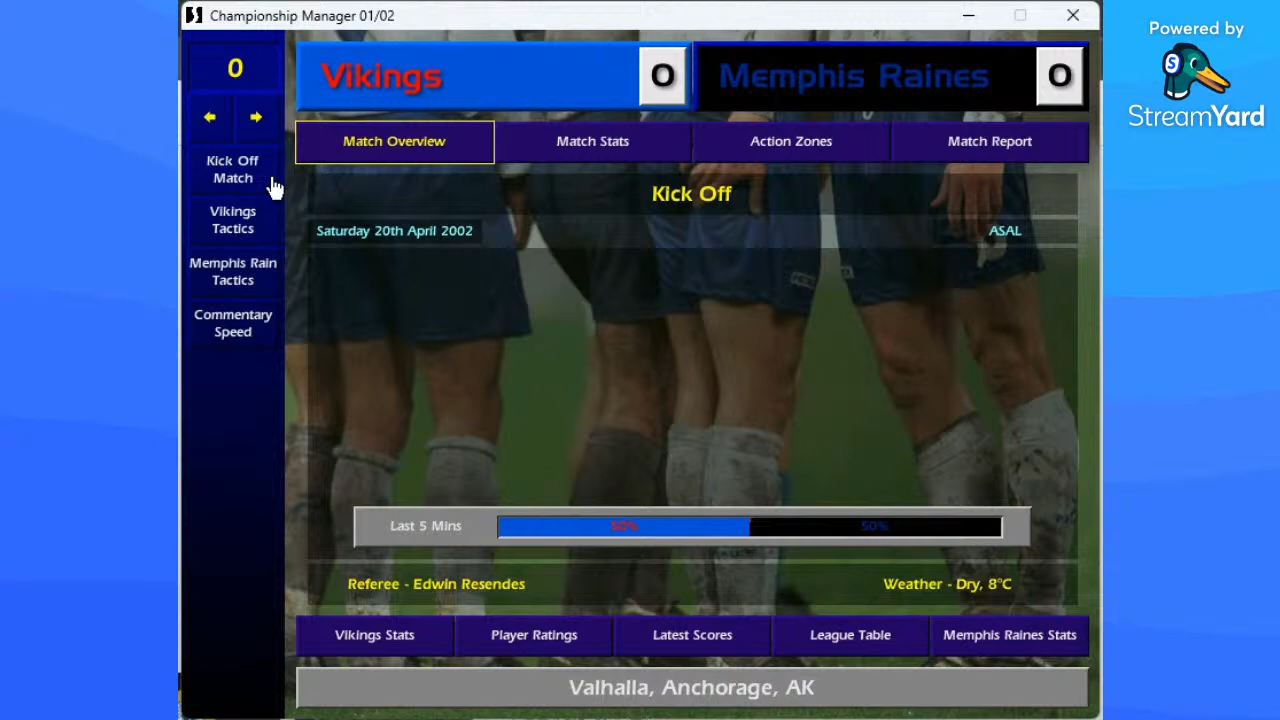 Championship Manager 01/02
Powered by
S
StreamYard
0
Kick Off
Match
Vikings
Tactics
Memphis Rain
Tactics
Commentary
Speed
Vikings 0 Memphis Raines 0
Match Overview Match Stats Action Zones Match Report
Kick Off
Saturday 20th April 2002 ASAL
Last 5 Mins 50% 50%
Referee - Edwin Resendes Weather - Dry, 8°C
Vikings Stats Player Ratings Latest Scores League Table Memphis Raines Stats
Valhalla, Anchorage, AK